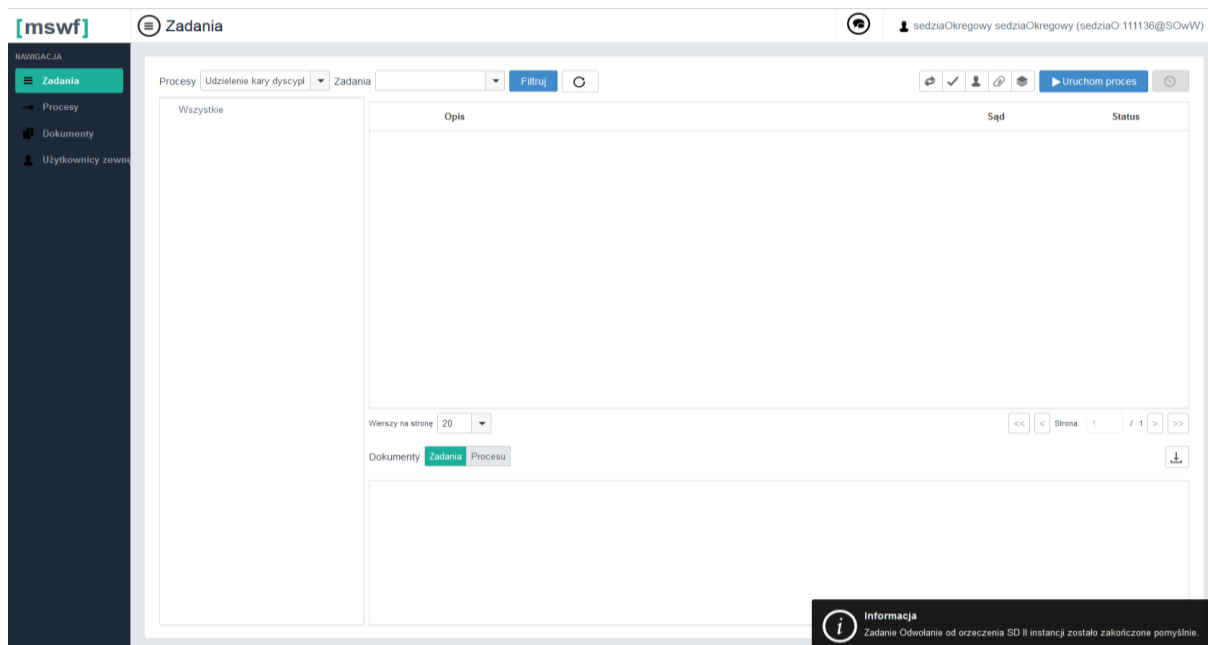 [mswf]
Zadania
sedziaOkregowy sedziaOkregowy (sedziaO:111136@SOwW)
NAWIGACJA
Zadania
Procesy
Dokumenty
Użytkownicy zewnę
Procesy Udzielenie kary dyscypl Zadania Filtruj Uruchom proces
Wszystkie
Opis Sąd Status
Wierszy na stronę 20 << < Strona: 1 / 1 > >>
Dokumenty Zadania Procesu
Informacja
Zadanie Odwołanie od orzeczenia SD II instancji zostało zakończone pomyślnie.